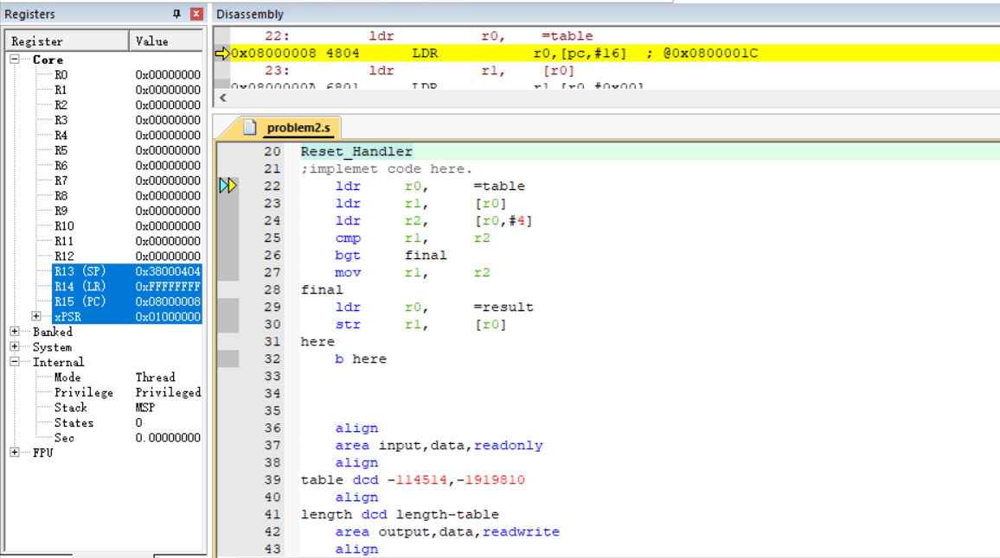 Registers
Register Value
Core
R0 0x00000000
R1 0x00000000
R2 0x00000000
R3 0x00000000
R4 0x00000000
R5 0x00000000
R6 0x00000000
R7 0x00000000
R8 0x00000000
R9 0x00000000
R10 0x00000000
R11 0x00000000
R12 0x00000000
R13 (SP) 0x38000404
R14 (LR) 0xFFFFFFFF
R15 (PC) 0x08000008
xPSR 0x01000000
Banked
System
Internal
Mode Thread
Privilege Privileged
Stack MSP
States 0
Sec 0.00000000
FPU
Disassembly
22: ldr r0, =table
0x08000008 4804 LDR r0,[pc,#16] ; @0x0800001C
23: ldr r1, [r0]
0x0800000A 6801 LDR r1,[r0,#0x00]
problem2.s
20 Reset_Handler
21 ;implemet code here.
22 ldr r0, =table
23 ldr r1, [r0]
24 ldr r2, [r0,#4]
25 cmp r1, r2
26 bgt final
27 mov r1, r2
28 final
29 ldr r0, =result
30 str r1, [r0]
31 here
32 b here
33
34
35
36 align
37 area input,data,readonly
38 align
39 table dcd -114514,-1919810
40 align
41 length dcd length-table
42 area output,data,readwrite
43 align